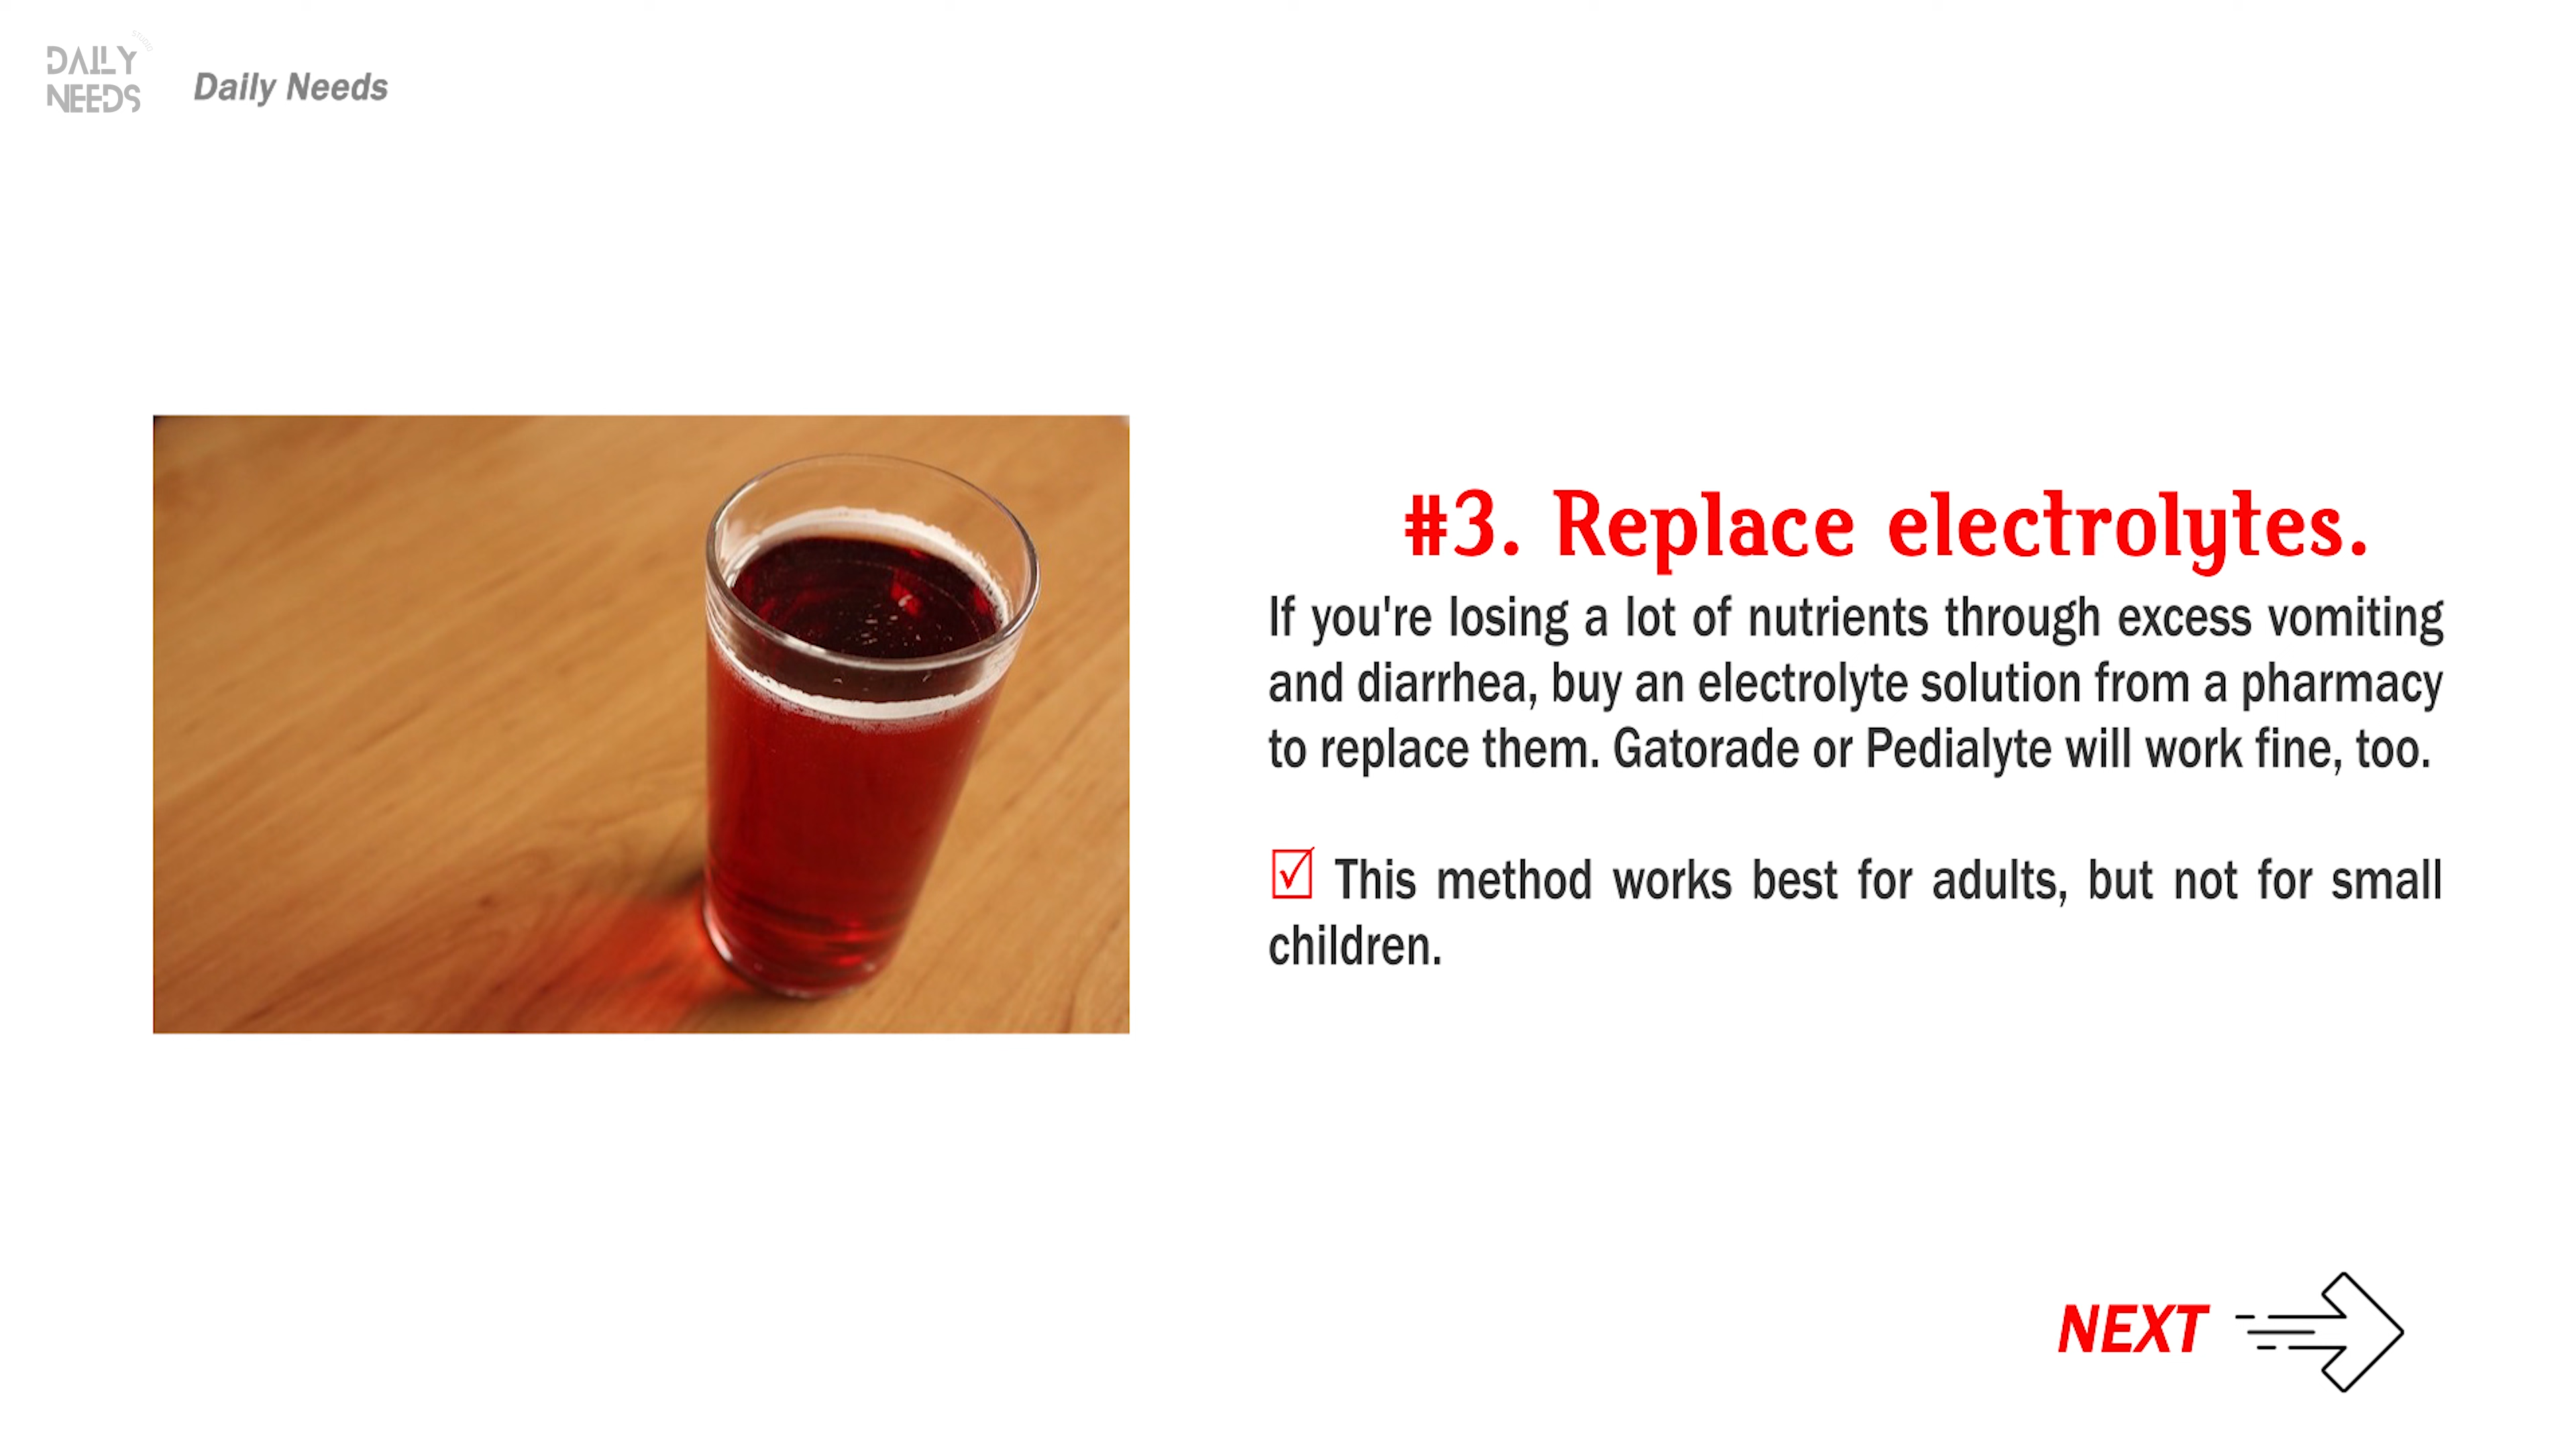 DAILY
NEEDS
STUDIO
Daily Needs
#3. Replace electrolytes.
If you're losing a lot of nutrients through excess vomiting
and diarrhea, buy an electrolyte solution from a pharmacy
to replace them. Gatorade or Pedialyte will work fine, too.
☑ This method works best for adults, but not for small
children.
NEXT